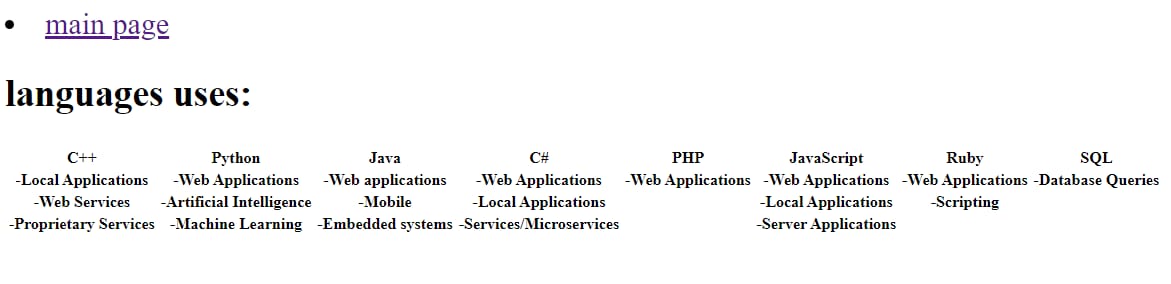 main page
languages uses:
C++ Python Java C# PHP JavaScript Ruby SQL
-Local Applications -Web Applications -Web applications -Web Applications -Web Applications -Web Applications -Web Applications -Database Queries
-Web Services -Artificial Intelligence -Mobile -Local Applications -Local Applications -Scripting
-Proprietary Services -Machine Learning -Embedded systems -Services/Microservices -Server Applications